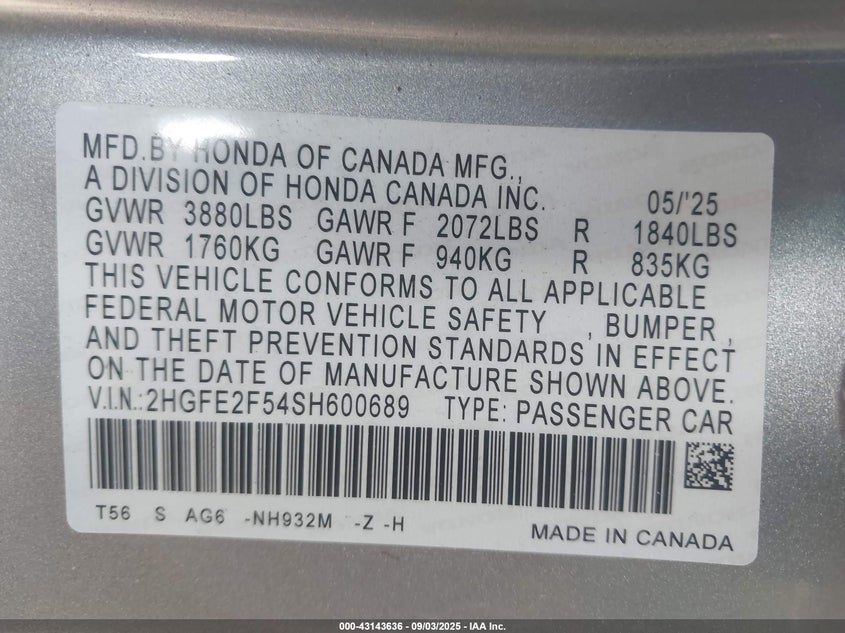 MFD.BY HONDA OF CANADA MFG.,
A DIVISION OF HONDA CANADA INC. 05/'25
GVWR 3880LBS GAWR F 2072LBS R 1840LBS
GVWR 1760KG GAWR F 940KG R 835KG
THIS VEHICLE CONFORMS TO ALL APPLICABLE
FEDERAL MOTOR VEHICLE SAFETY , BUMPER ,
AND THEFT PREVENTION STANDARDS IN EFFECT
ON THE DATE OF MANUFACTURE SHOWN ABOVE.
V.I.N.:2HGFE2F54SH600689 TYPE: PASSENGER CAR
T56 S AG6 -NH932M -Z -H
MADE IN CANADA
000-43143636 - 09/03/2025 - IAA Inc.